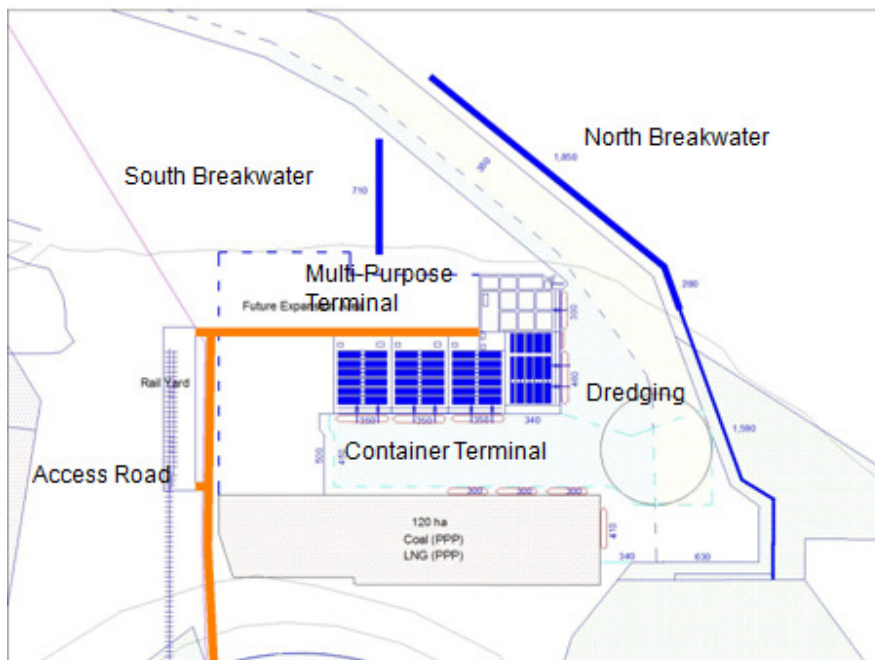 North Breakwater
1,850
350
South Breakwater
710
280
Multi-Purpose
Terminal
Future Expansion Area
300
Rail Yard
460
Dredging
350
350
350
340
1,590
Container Terminal
500
450
Access Road
300
300
300
120 ha
Coal (PPP)
LNG (PPP)
410
340
630